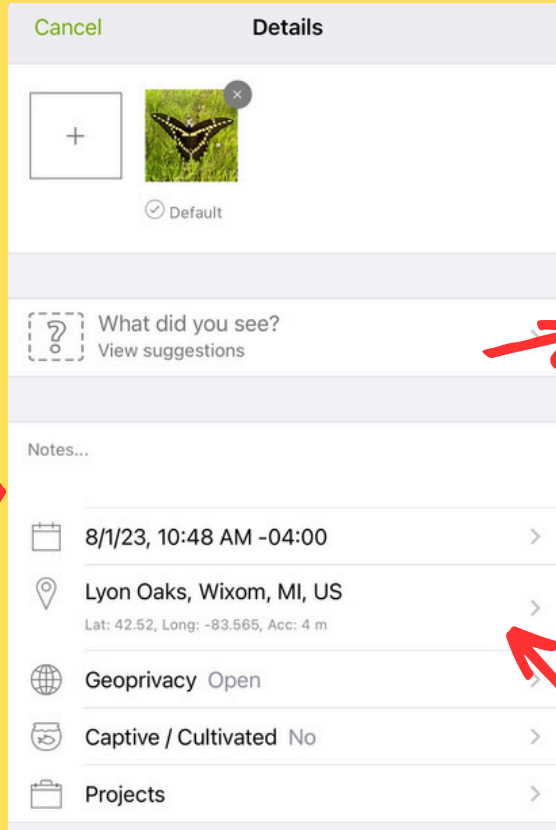 Cancel Details
+
Default
?
What did you see?
View suggestions
Notes...
8/1/23, 10:48 AM -04:00
Lyon Oaks, Wixom, MI, US
Lat: 42.52, Long: -83.565, Acc: 4 m
Geoprivacy Open
Captive / Cultivated No
Projects